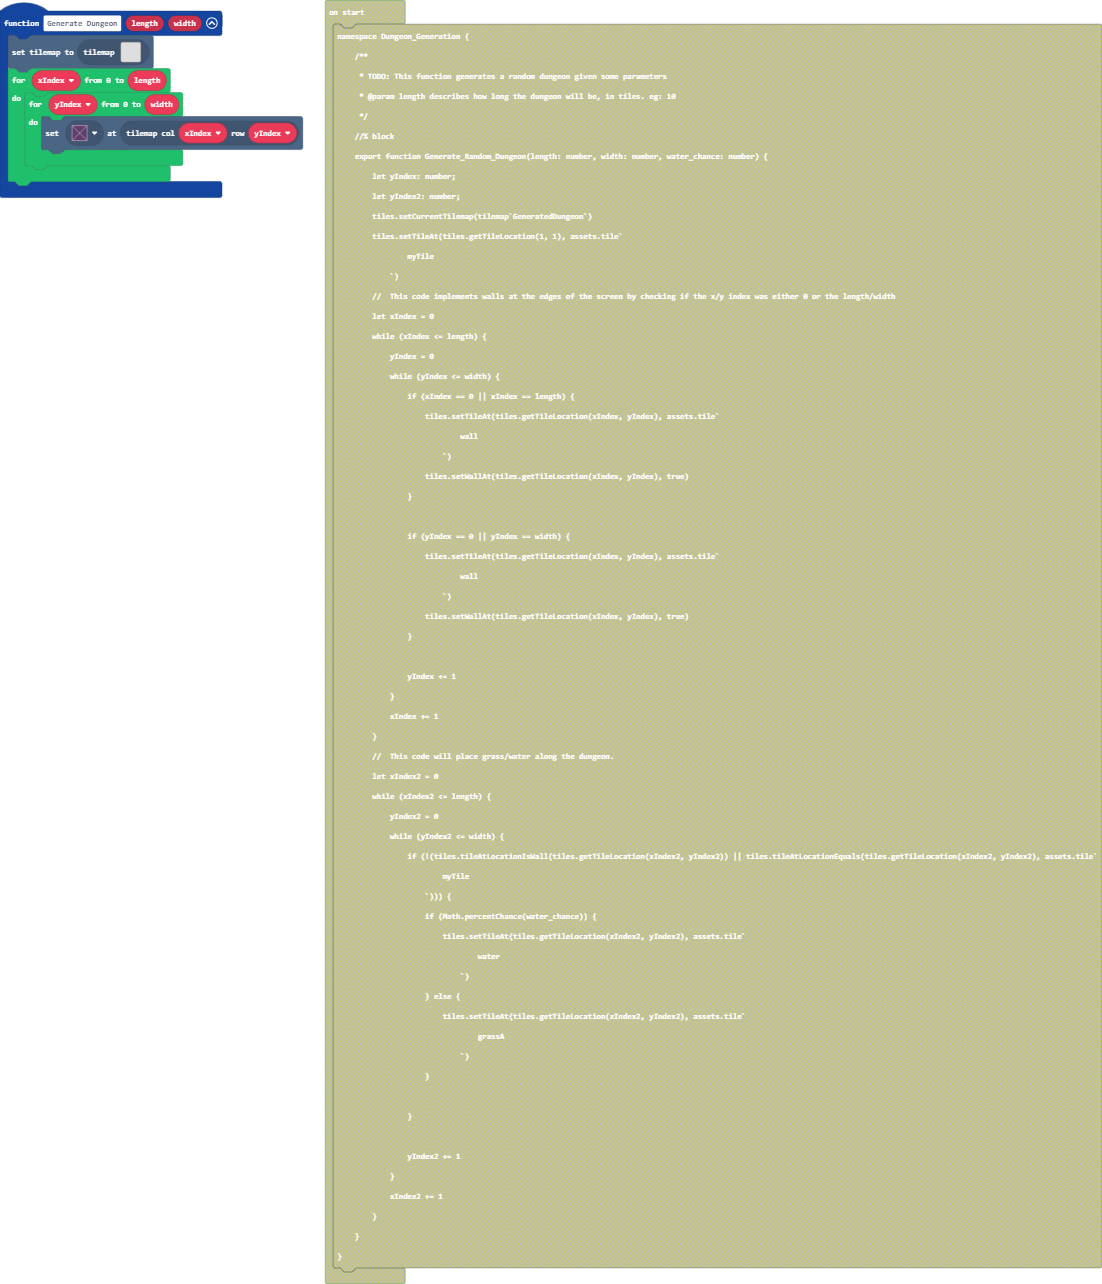 function Generate Dungeon length width
set tilemap to tilemap
for xIndex from 0 to length
do
for yIndex from 0 to width
do
set at tilemap col xIndex row yIndex
on start
namespace Dungeon_Generation {
/**
* TODO: This function generates a random dungeon given some parameters
* @param length describes how long the dungeon will be, in tiles. eg: 10
*/
//% block
export function Generate_Random_Dungeon(length: number, width: number, water_chance: number) {
let yIndex: number;
let yIndex2: number;
tiles.setCurrentTilemap(tilemap`GeneratedDungeon`)
tiles.setTileAt(tiles.getTileLocation(1, 1), assets.tile`
myTile
`)
//  This code implements walls at the edges of the screen by checking if the x/y index was either 0 or the length/width
let xIndex = 0
while (xIndex <= length) {
yIndex = 0
while (yIndex <= width) {
if (xIndex == 0 || xIndex == length) {
tiles.setTileAt(tiles.getTileLocation(xIndex, yIndex), assets.tile`
wall
`)
tiles.setWallAt(tiles.getTileLocation(xIndex, yIndex), true)
}
if (yIndex == 0 || yIndex == width) {
tiles.setTileAt(tiles.getTileLocation(xIndex, yIndex), assets.tile`
wall
`)
tiles.setWallAt(tiles.getTileLocation(xIndex, yIndex), true)
}
yIndex += 1
}
xIndex += 1
}
//  This code will place grass/water along the dungeon.
let xIndex2 = 0
while (xIndex2 <= length) {
yIndex2 = 0
while (yIndex2 <= width) {
if (!(tiles.tileAtLocationIsWall(tiles.getTileLocation(xIndex2, yIndex2)) || tiles.tileAtLocationEquals(tiles.getTileLocation(xIndex2, yIndex2), assets.tile`
myTile
`))) {
if (Math.percentChance(water_chance)) {
tiles.setTileAt(tiles.getTileLocation(xIndex2, yIndex2), assets.tile`
water
`)
} else {
tiles.setTileAt(tiles.getTileLocation(xIndex2, yIndex2), assets.tile`
grassA
`)
}
}
yIndex2 += 1
}
xIndex2 += 1
}
}
}